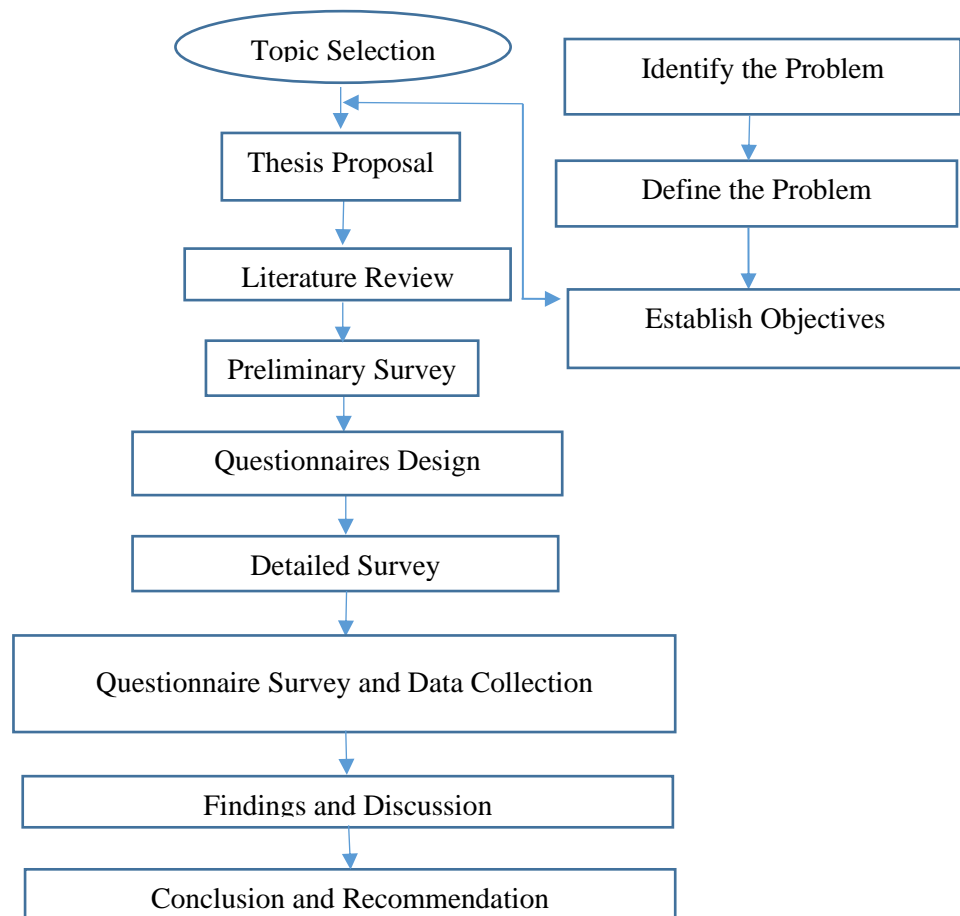 Topic Selection
Identify the Problem
Thesis Proposal
Define the Problem
Literature Review
Establish Objectives
Preliminary Survey
Questionnaires Design
Detailed Survey
Questionnaire Survey and Data Collection
Findings and Discussion
Conclusion and Recommendation